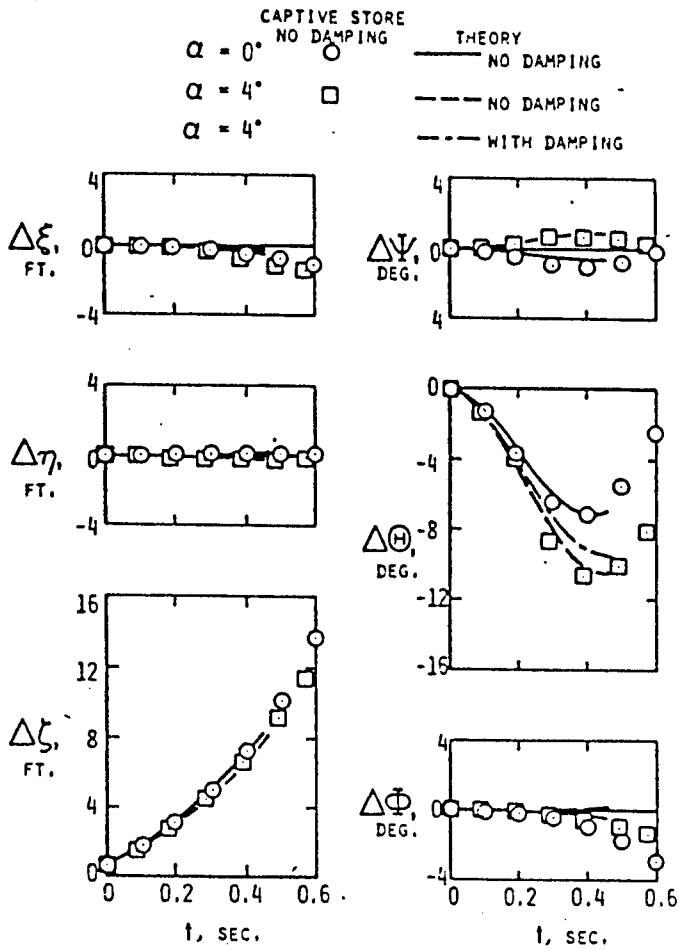 CAPTIVE STORE
NO DAMPING THEORY
α = 0° NO DAMPING
α = 4° NO DAMPING
α = 4° WITH DAMPING
4
0
-4
Δξ,
FT.
4
0
4
ΔΨ,
DEG.
4
0
-4
Δη,
FT.
0
-4
-8
-12
-16
ΔΘ,
DEG.
16
12
8
4
0
Δζ,
FT.
0 0.2 0.4 0.6
t, SEC.
4
0
-4
ΔΦ,
DEG.
0 0.2 0.4 0.6
t, SEC.